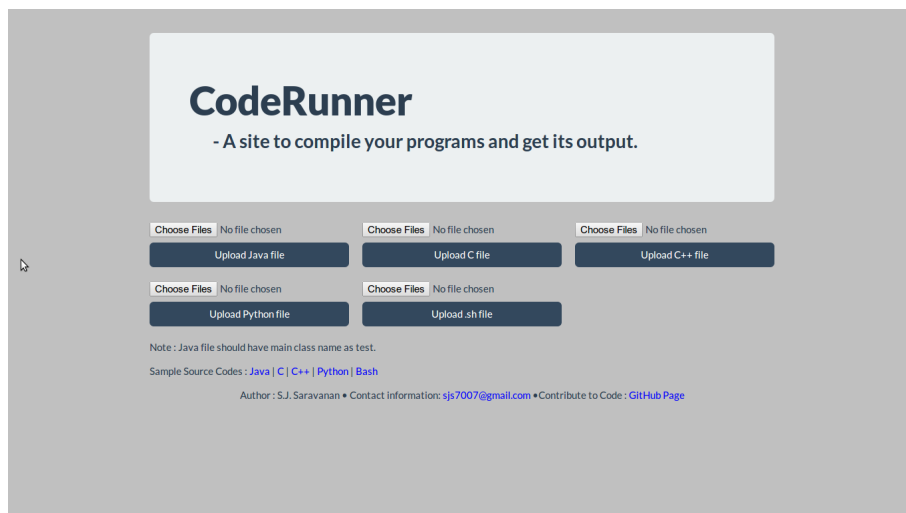 CodeRunner
- A site to compile your programs and get its output.
Choose Files No file chosen
Choose Files No file chosen
Choose Files No file chosen
Upload Java file
Upload C file
Upload C++ file
Choose Files No file chosen
Choose Files No file chosen
Upload Python file
Upload .sh file
Note : Java file should have main class name as test.
Sample Source Codes : Java | C | C++ | Python | Bash
Author : S.J. Saravanan • Contact information: sjs7007@gmail.com •Contribute to Code : GitHub Page